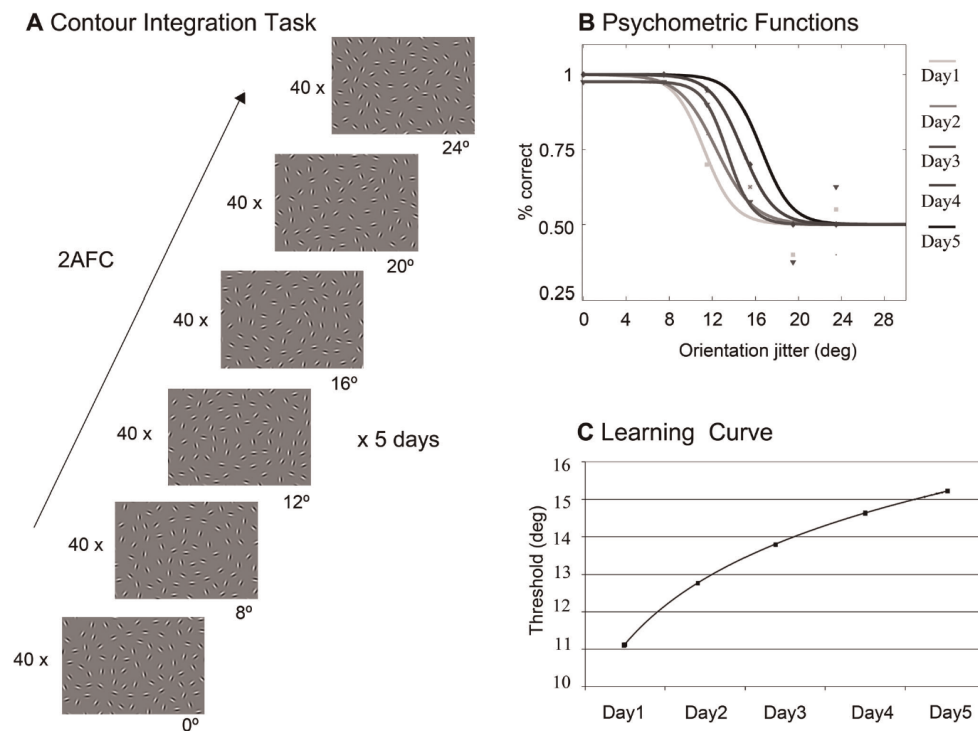 A Contour Integration Task
40 x
24º
40 x
20º
2AFC
40 x
16º
40 x
x 5 days
12º
40 x
8º
40 x
0º
B Psychometric Functions
% correct
1
0.75
0.50
0.25
0 4 8 12 16 20 24 28
Orientation jitter (deg)
Day1
Day2
Day3
Day4
Day5
C Learning Curve
Threshold (deg)
16
15
14
13
12
11
10
Day1 Day2 Day3 Day4 Day5